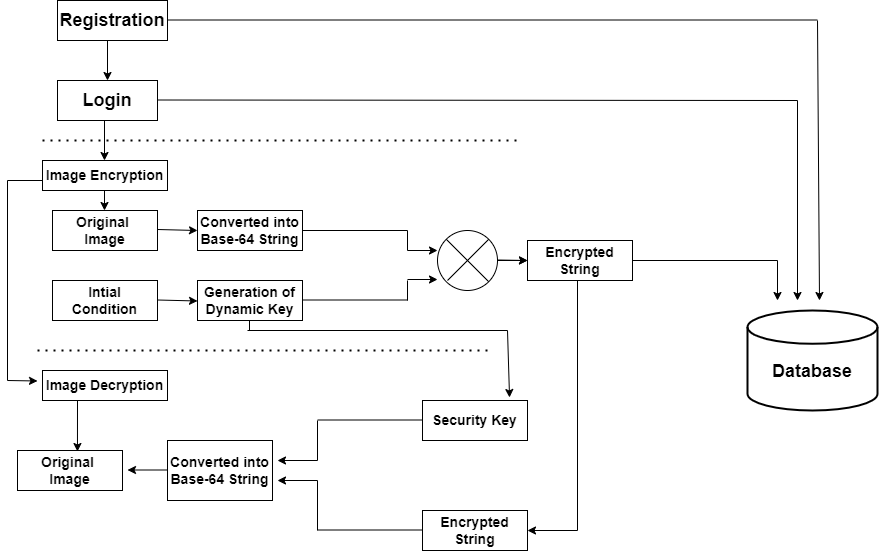 Registration
Login
Image Encryption
Original
Image
Converted into
Base-64 String
Encrypted
String
Intial
Condition
Generation of
Dynamic Key
Database
Image Decryption
Security Key
Original
Image
Converted into
Base-64 String
Encrypted
String